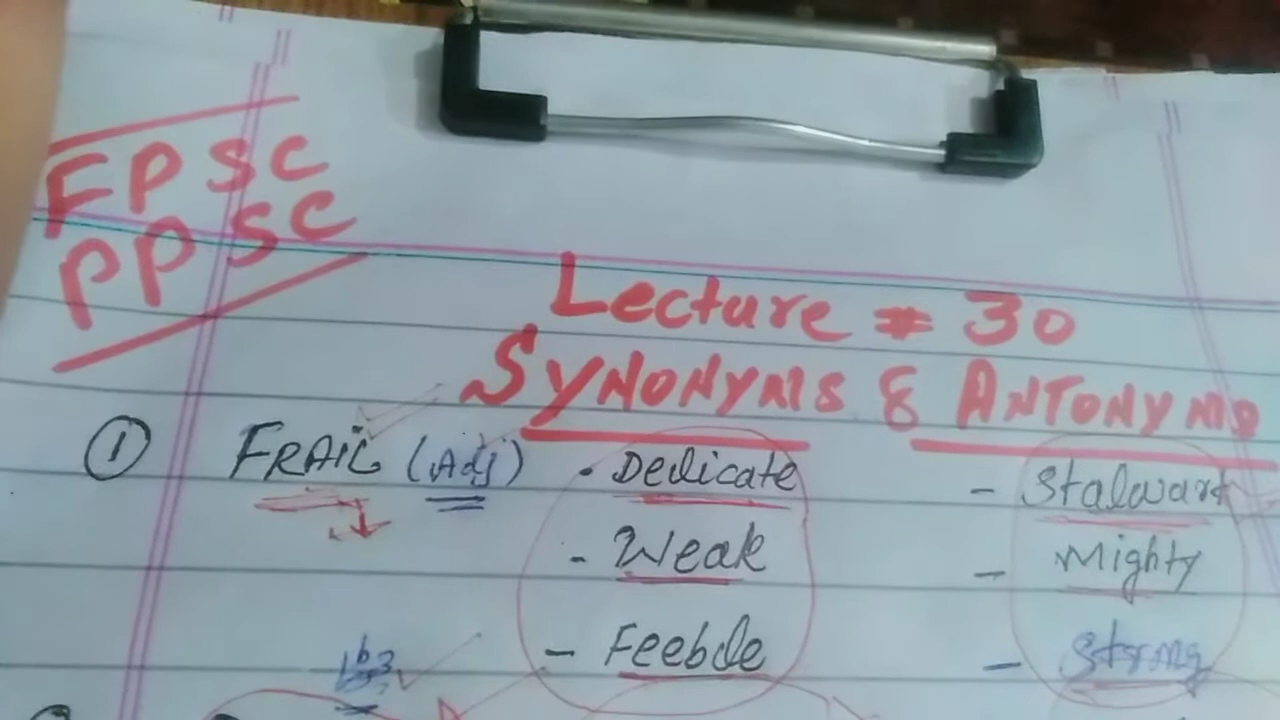 FPSC
PPSC
Lecture # 30
SYNONYMS & ANTONYMS
① FRAIL (Adj) • Delicate - Stalwart
- Weak - Mighty
- Feeble - Strong